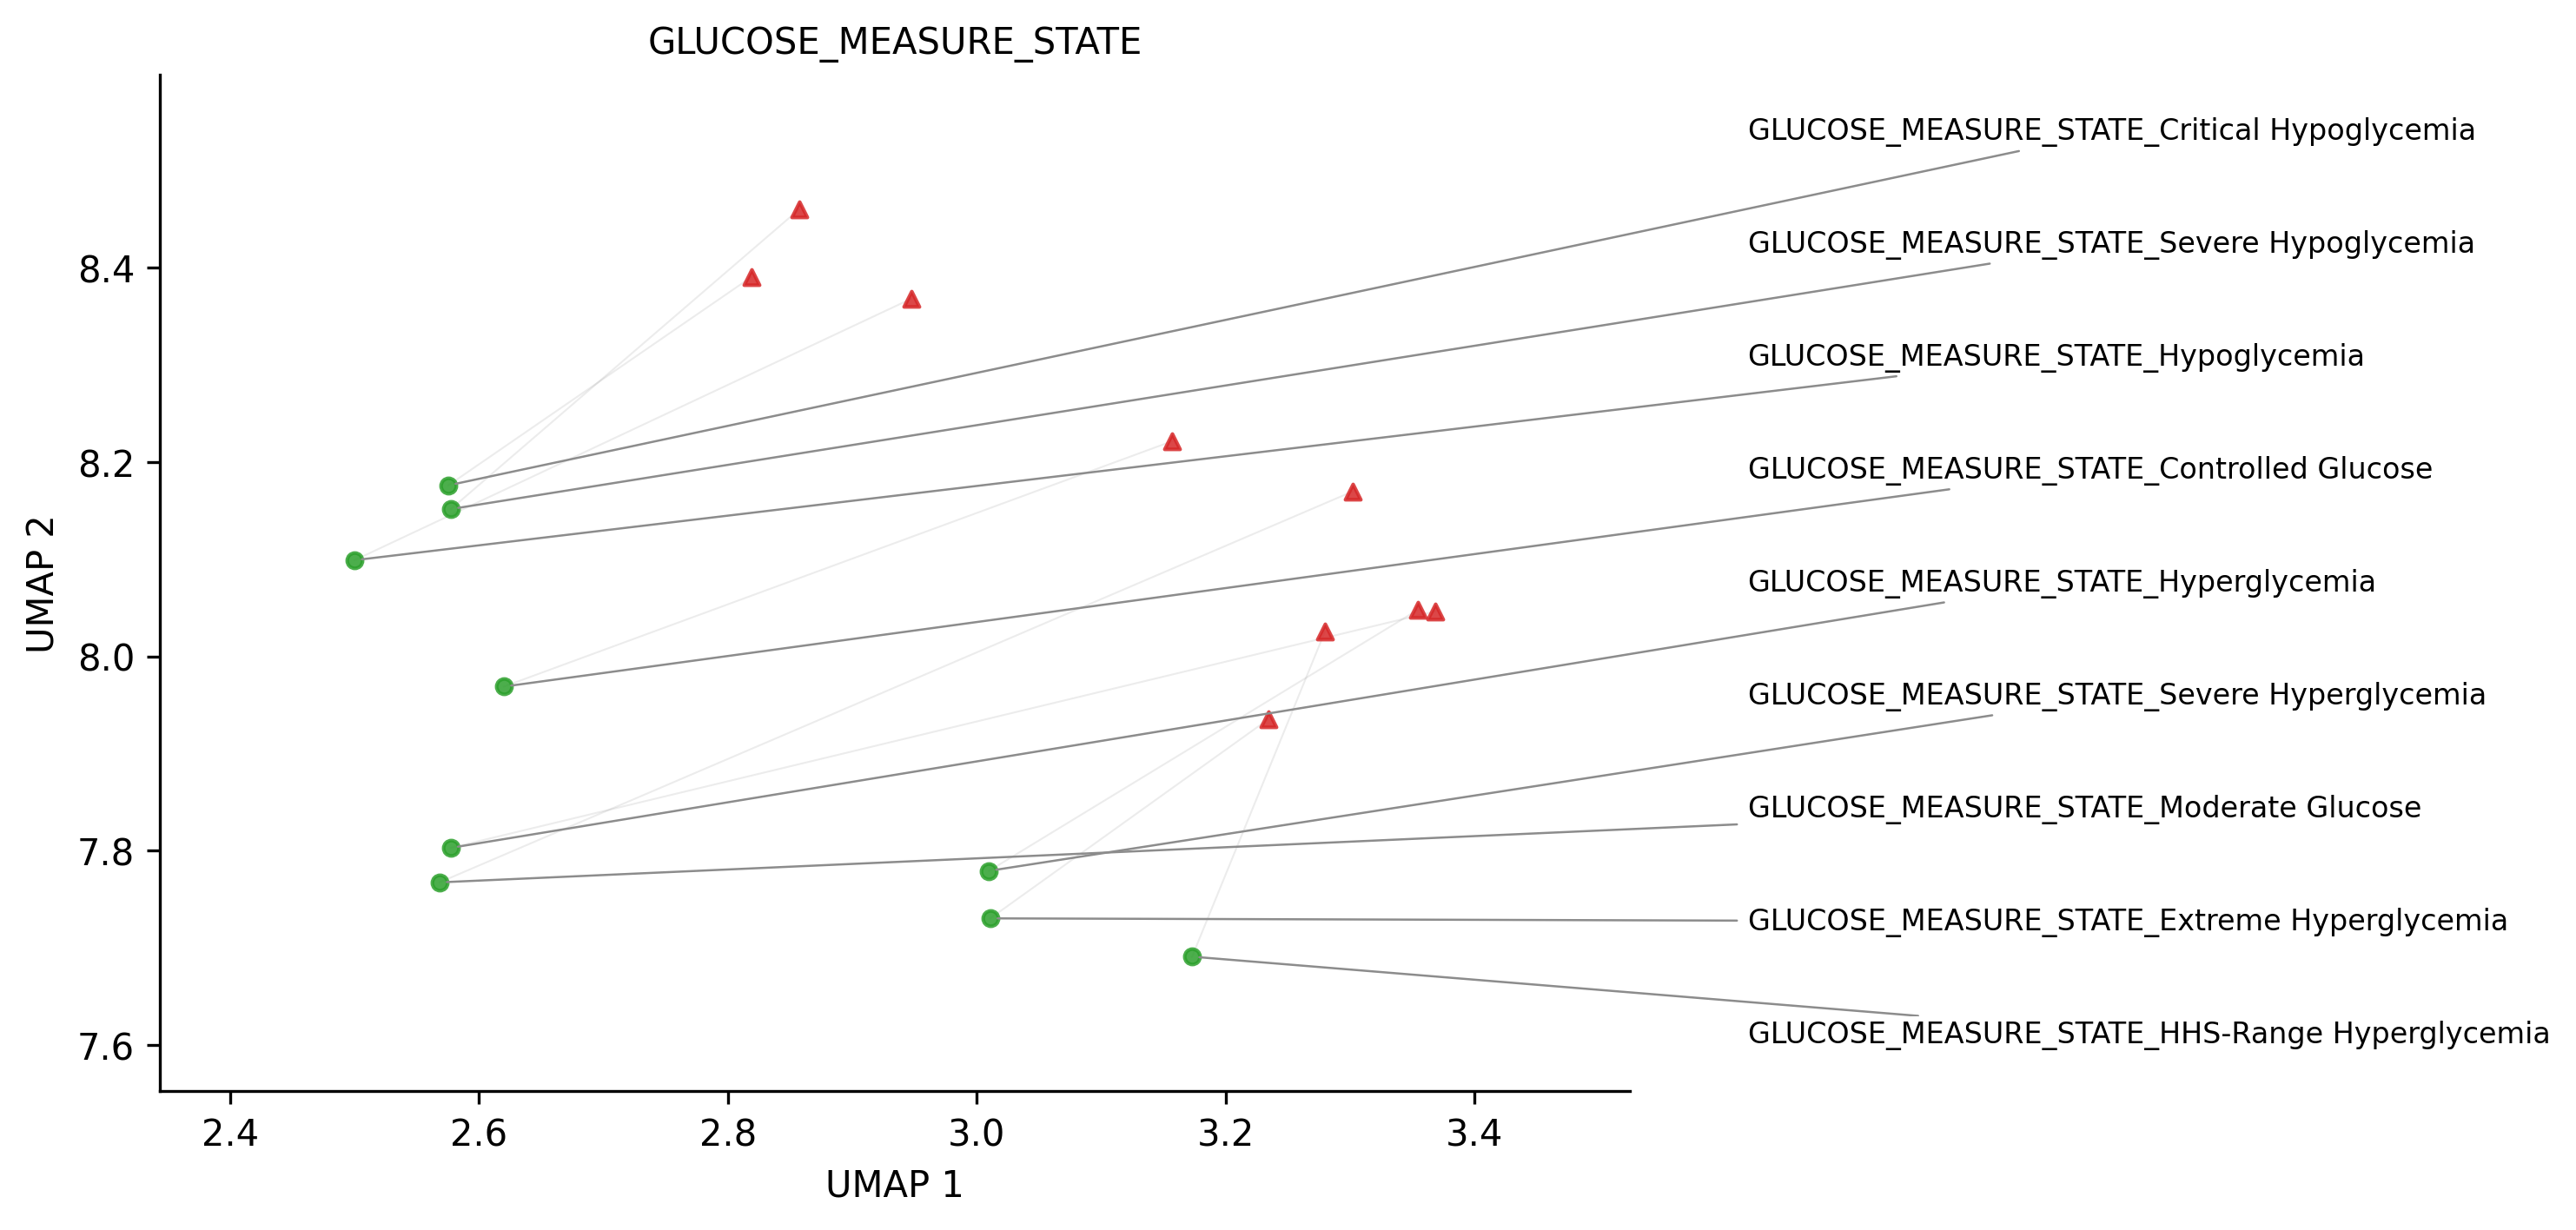 GLUCOSE_MEASURE_STATE
GLUCOSE_MEASURE_STATE_Critical Hypoglycemia
GLUCOSE_MEASURE_STATE_Severe Hypoglycemia
GLUCOSE_MEASURE_STATE_Hypoglycemia
GLUCOSE_MEASURE_STATE_Controlled Glucose
GLUCOSE_MEASURE_STATE_Hyperglycemia
GLUCOSE_MEASURE_STATE_Severe Hyperglycemia
GLUCOSE_MEASURE_STATE_Moderate Glucose
GLUCOSE_MEASURE_STATE_Extreme Hyperglycemia
GLUCOSE_MEASURE_STATE_HHS-Range Hyperglycemia
UMAP 2
8.4
8.2
8.0
7.8
7.6
2.4 2.6 2.8 3.0 3.2 3.4
UMAP 1